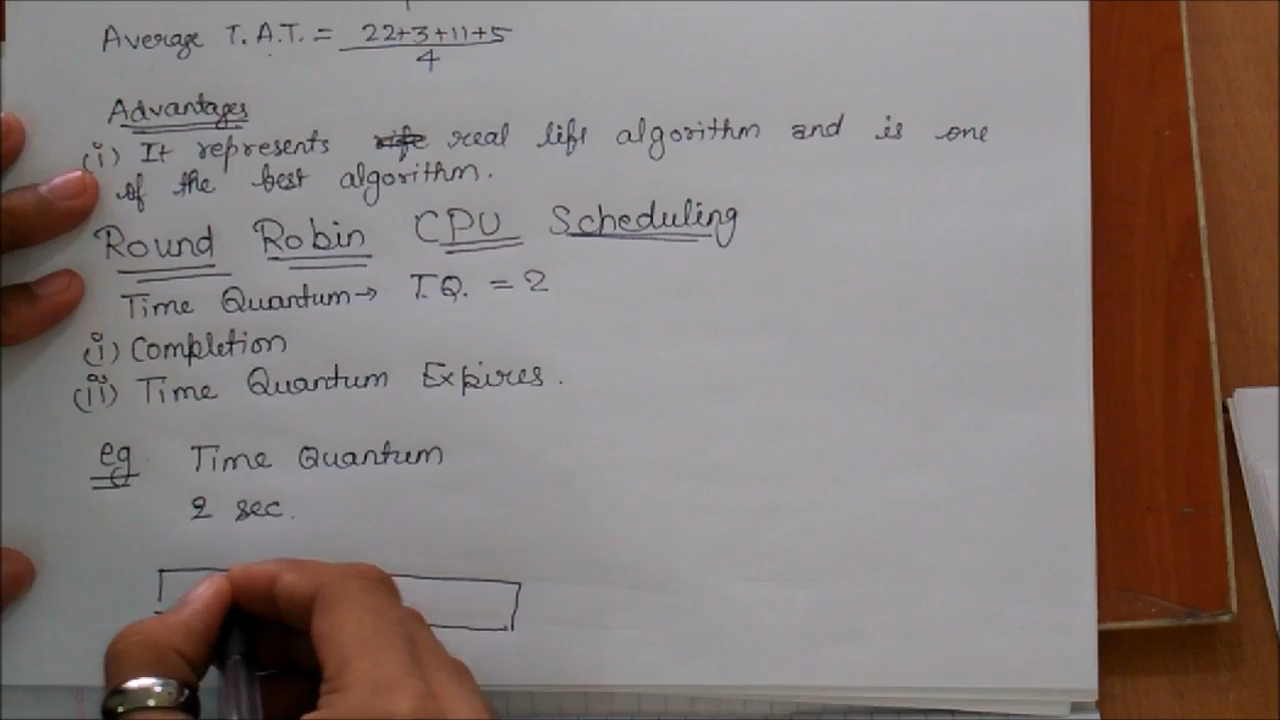 Average T.A.T. = 22+3+11+5
4
Advantages
(i) It represents real life algorithm and is one
of the best algorithm.
Round Robin CPU Scheduling
Time Quantum → T.Q. = 2
(i) Completion
(ii) Time Quantum Expires.
eg Time Quantum
2 sec.